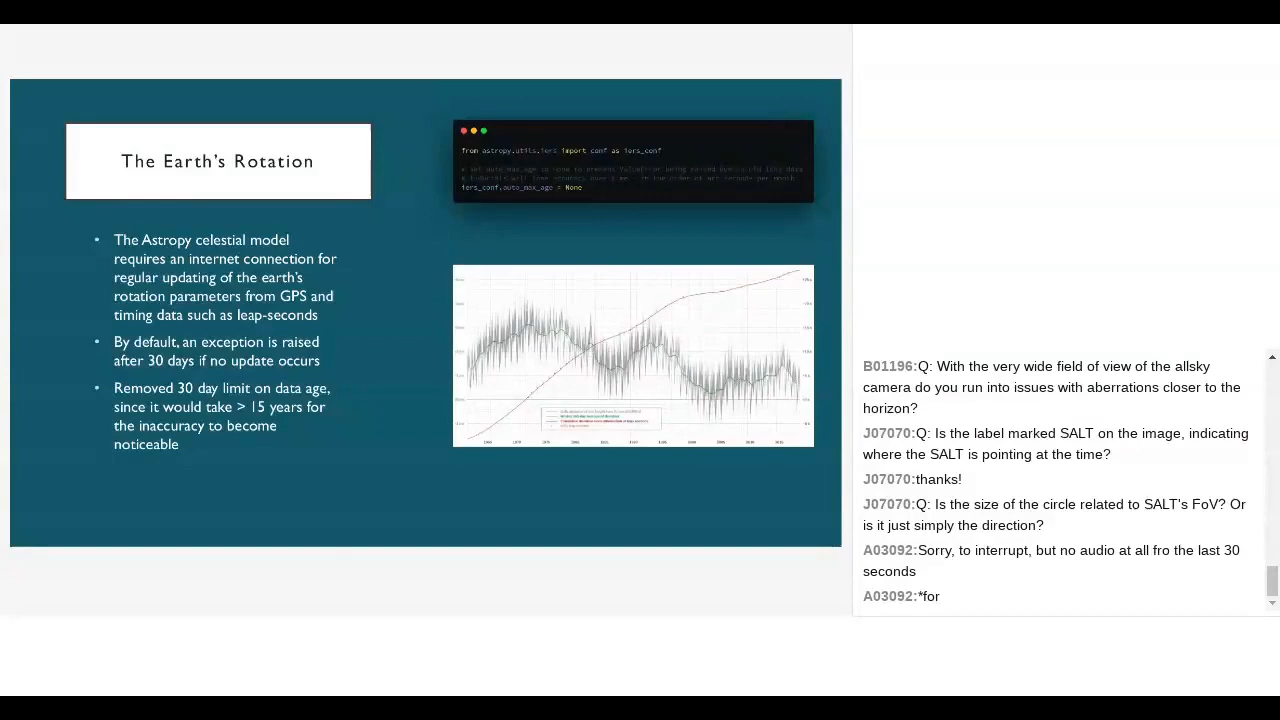 The Earth's Rotation
• The Astropy celestial model
requires an internet connection for
regular updating of the earth's
rotation parameters from GPS and
timing data such as leap-seconds
• By default, an exception is raised
after 30 days if no update occurs
• Removed 30 day limit on data age,
since it would take > 15 years for
the inaccuracy to become
noticeable
from astropy.utils.iers import conf as iers_conf
iers_conf.auto_max_age = None
B01196:Q: With the very wide field of view of the allsky
camera do you run into issues with aberrations closer to the
horizon?
J07070:Q: Is the label marked SALT on the image, indicating
where the SALT is pointing at the time?
J07070:thanks!
J07070:Q: Is the size of the circle related to SALT's FoV? Or
is it just simply the direction?
A03092:Sorry, to interrupt, but no audio at all fro the last 30
seconds
A03092:*for